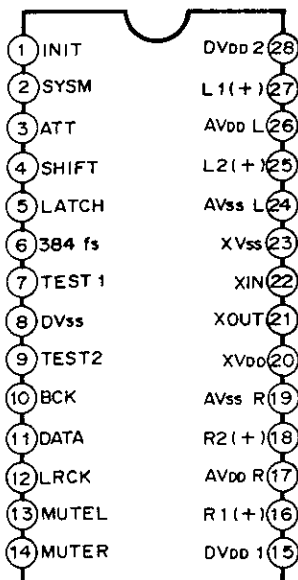 1 INIT DVDD 2 28
2 SYSM L1(+) 27
3 ATT AVDD L 26
4 SHIFT L2(+) 25
5 LATCH AVss L 24
6 384 fs XVss 23
7 TEST 1 XIN 22
8 DVss XOUT 21
9 TEST2 XVDD 20
10 BCK AVss R 19
11 DATA R2(+) 18
12 LRCK AVDD R 17
13 MUTEL R1(+) 16
14 MUTER DVDD 1 15